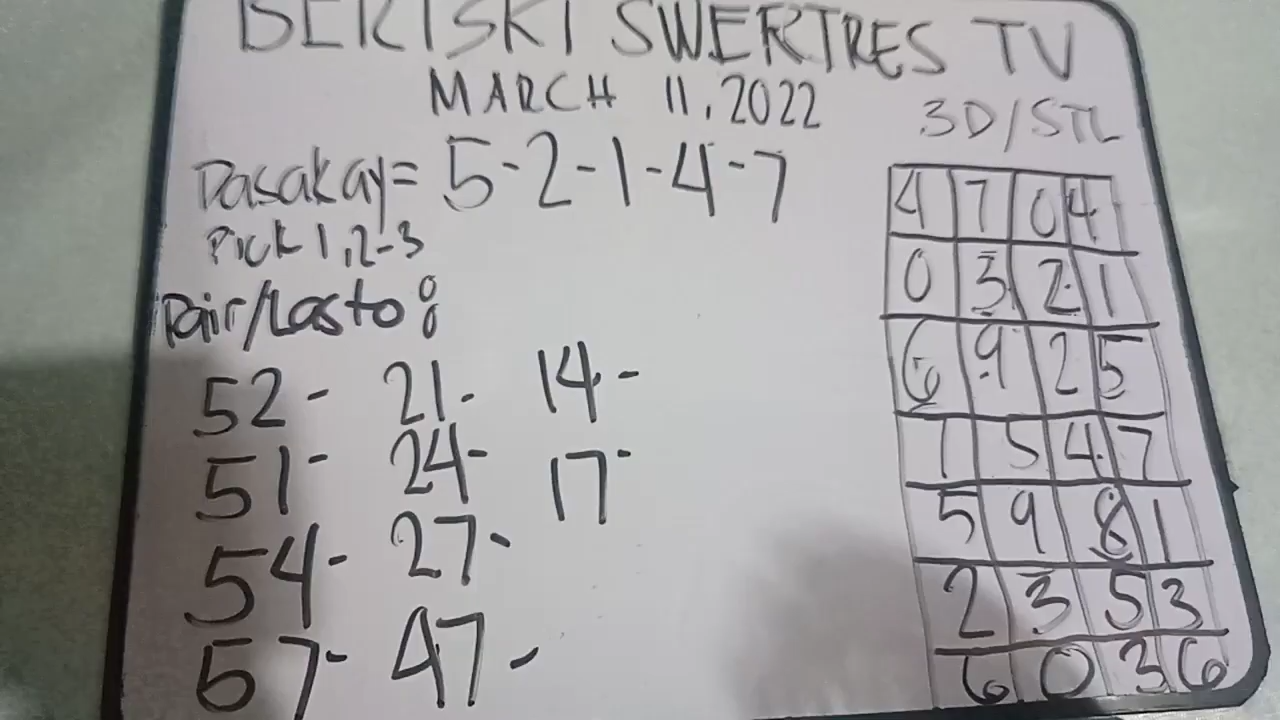 BERTSKI SWERTRES TV
MARCH 11, 2022
3D/STL
Pasakay= 5-2-1-4-7
Pick 1,2-3
Pair/Lasto:
52- 21- 14-
51- 24- 17-
54- 27-
57- 47-
4 7 0 4
0 3 2 1
6 9 2 5
1 5 4 7
5 9 8 1
2 3 5 3
6 0 3 6